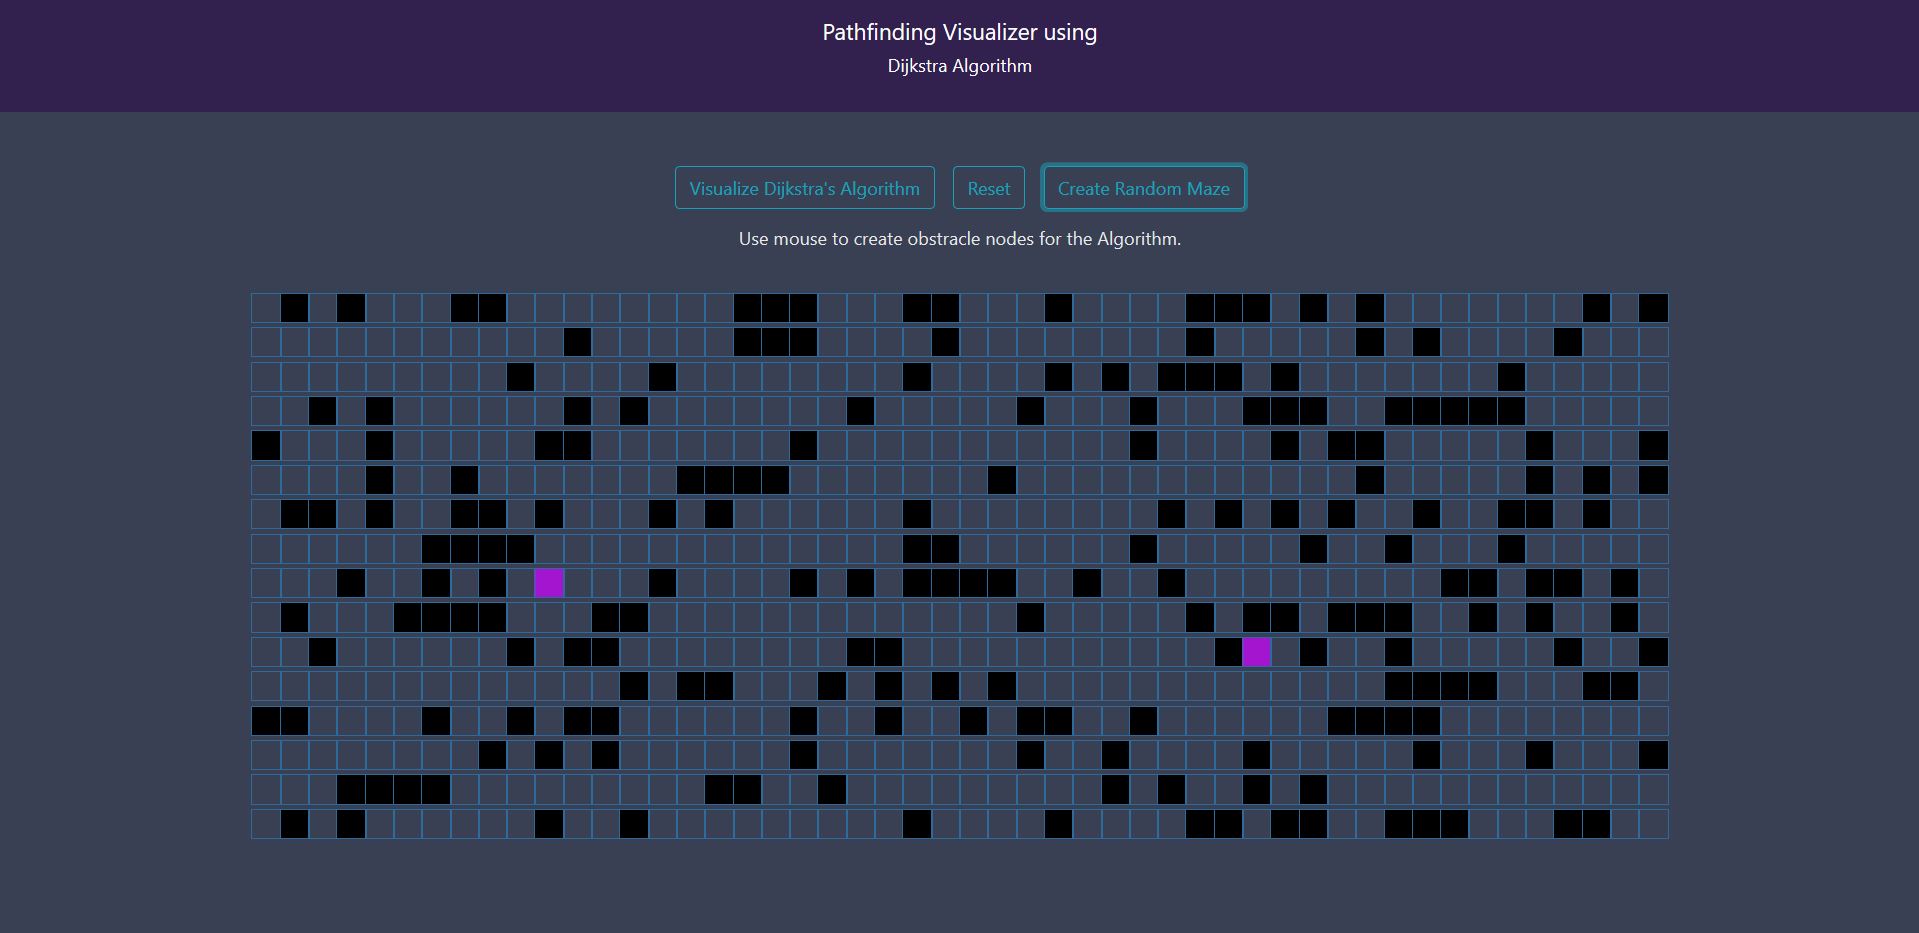 Pathfinding Visualizer using
Dijkstra Algorithm
Visualize Dijkstra's Algorithm Reset Create Random Maze
Use mouse to create obstracle nodes for the Algorithm.